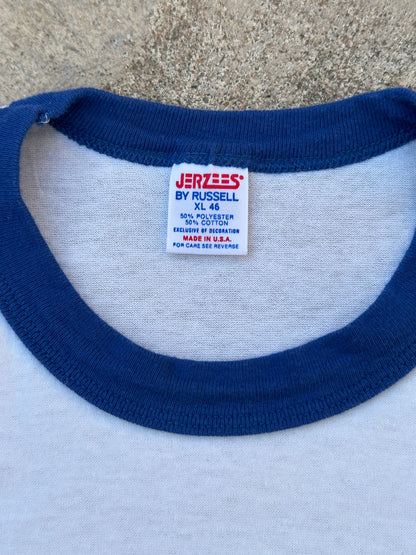 JERZEES®
BY RUSSELL
XL 46
50% POLYESTER
50% COTTON
EXCLUSIVE OF DECORATION
MADE IN U.S.A.
FOR CARE SEE REVERSE